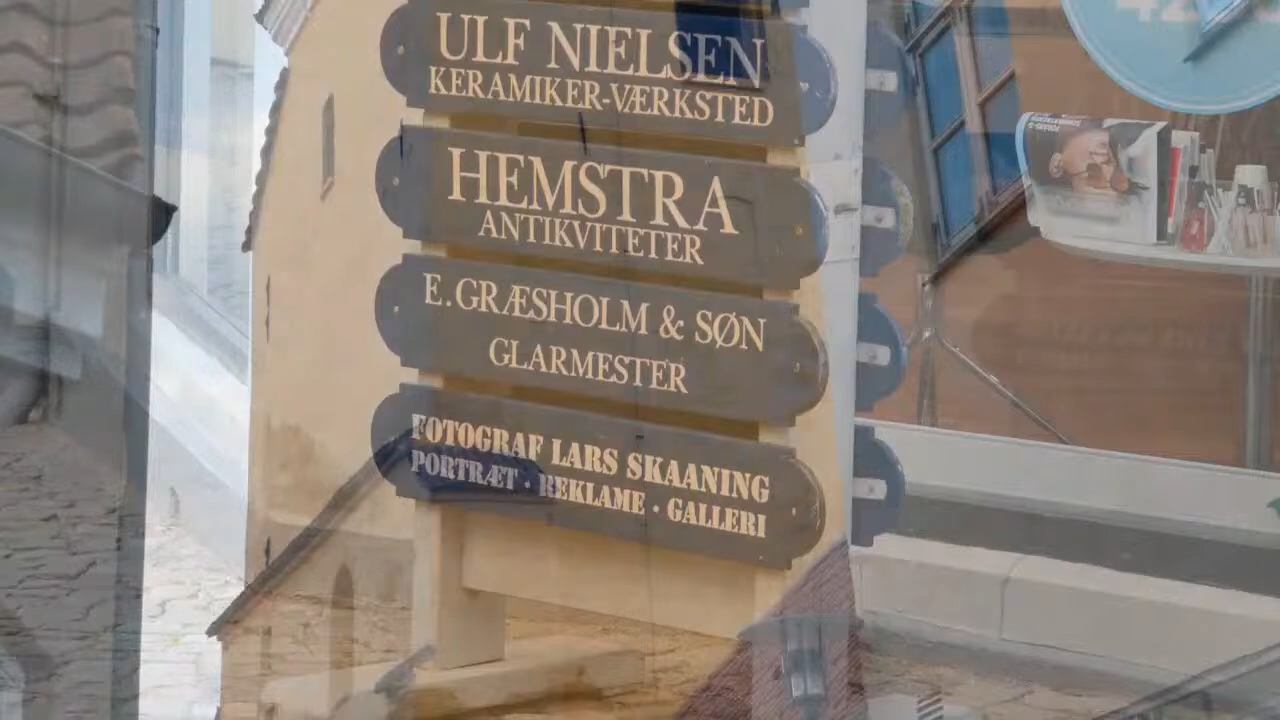 ULF NIELSEN
KERAMIKER-VÆRKSTED
HEMSTRA
ANTIKVITETER
E. GRÆSHOLM & SØN
GLARMESTER
FOTOGRAF LARS SKAANING
PORTRÆT · REKLAME · GALLERI